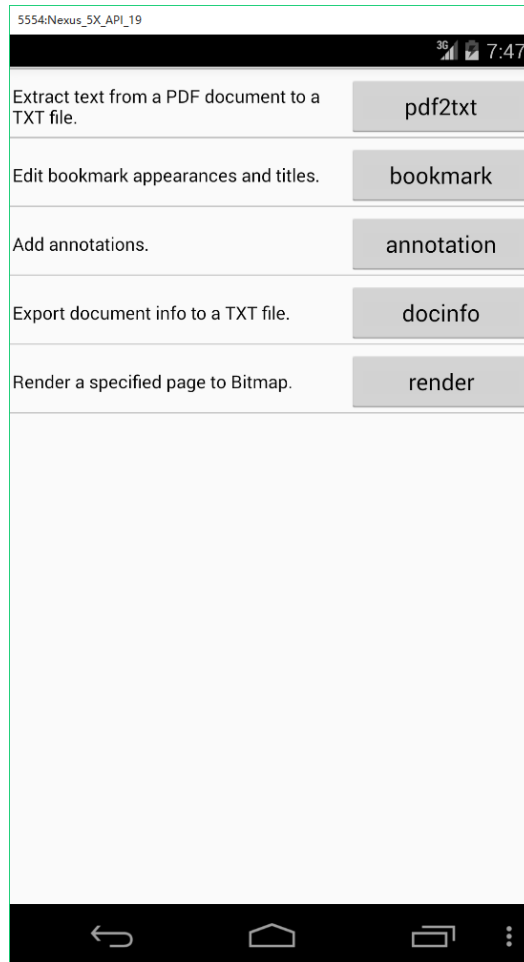 5554:Nexus_5X_API_19
3G 7:47
Extract text from a PDF document to a
TXT file.
pdf2txt
Edit bookmark appearances and titles.
bookmark
Add annotations.
annotation
Export document info to a TXT file.
docinfo
Render a specified page to Bitmap.
render